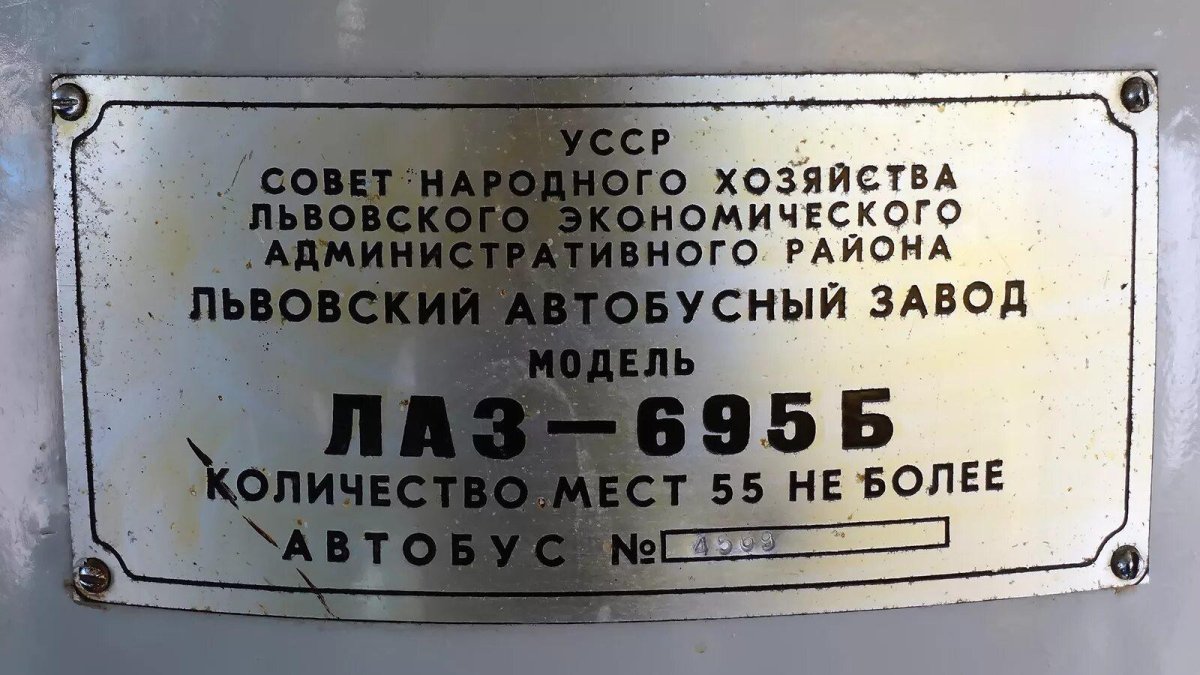 УССР
СОВЕТ НАРОДНОГО ХОЗЯЙСТВА
ЛЬВОВСКОГО ЭКОНОМИЧЕСКОГО
АДМИНИСТРАТИВНОГО РАЙОНА
ЛЬВОВСКИЙ АВТОБУСНЫЙ ЗАВОД
МОДЕЛЬ
ЛАЗ-695Б
КОЛИЧЕСТВО МЕСТ 55 НЕ БОЛЕЕ
АВТОБУС №